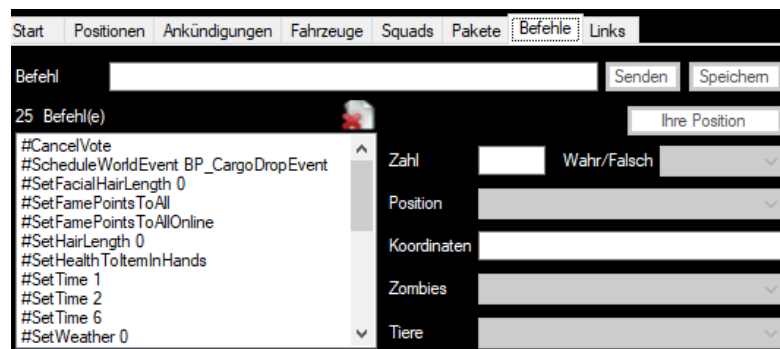 Start Positionen Ankündigungen Fahrzeuge Squads Pakete Befehle Links
Befehl Senden Speichern
25 Befehl(e) Ihre Position
#CancelVote
#ScheduleWorldEvent BP_CargoDropEvent
#SetFacialHairLength 0
#SetFamePointsToAll
#SetFamePointsToAllOnline
#SetHairLength 0
#SetHealthToItemInHands
#SetTime 1
#SetTime 2
#SetTime 6
#SetWeather 0
Zahl Wahr/Falsch
Position
Koordinaten
Zombies
Tiere